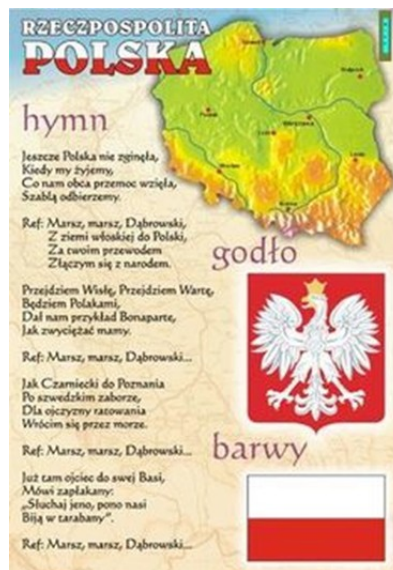 RZECZPOSPOLITA
POLSKA
hymn
Jeszcze Polska nie zginęła,
Kiedy my żyjemy,
Co nam obca przemoc wzięła,
Szablą odbierzemy.
Ref: Marsz, marsz, Dąbrowski,
Z ziemi włoskiej do Polski,
Za twoim przewodem
Złączym się z narodem.
Przejdziem Wisłę, Przejdziem Wartę,
Będziem Polakami,
Dał nam przykład Bonaparte,
Jak zwyciężać mamy.
Ref: Marsz, marsz, Dąbrowski...
Jak Czarniecki do Poznania
Po szwedzkim zaborze,
Dla ojczyzny ratowania
Wrócim się przez morze.
Ref: Marsz, marsz, Dąbrowski...
Już tam ojciec do swej Basi,
Mówi zapłakany:
„Słuchaj jeno, pono nasi
Biją w tarabany".
Ref: Marsz, marsz, Dąbrowski...
godło
barwy